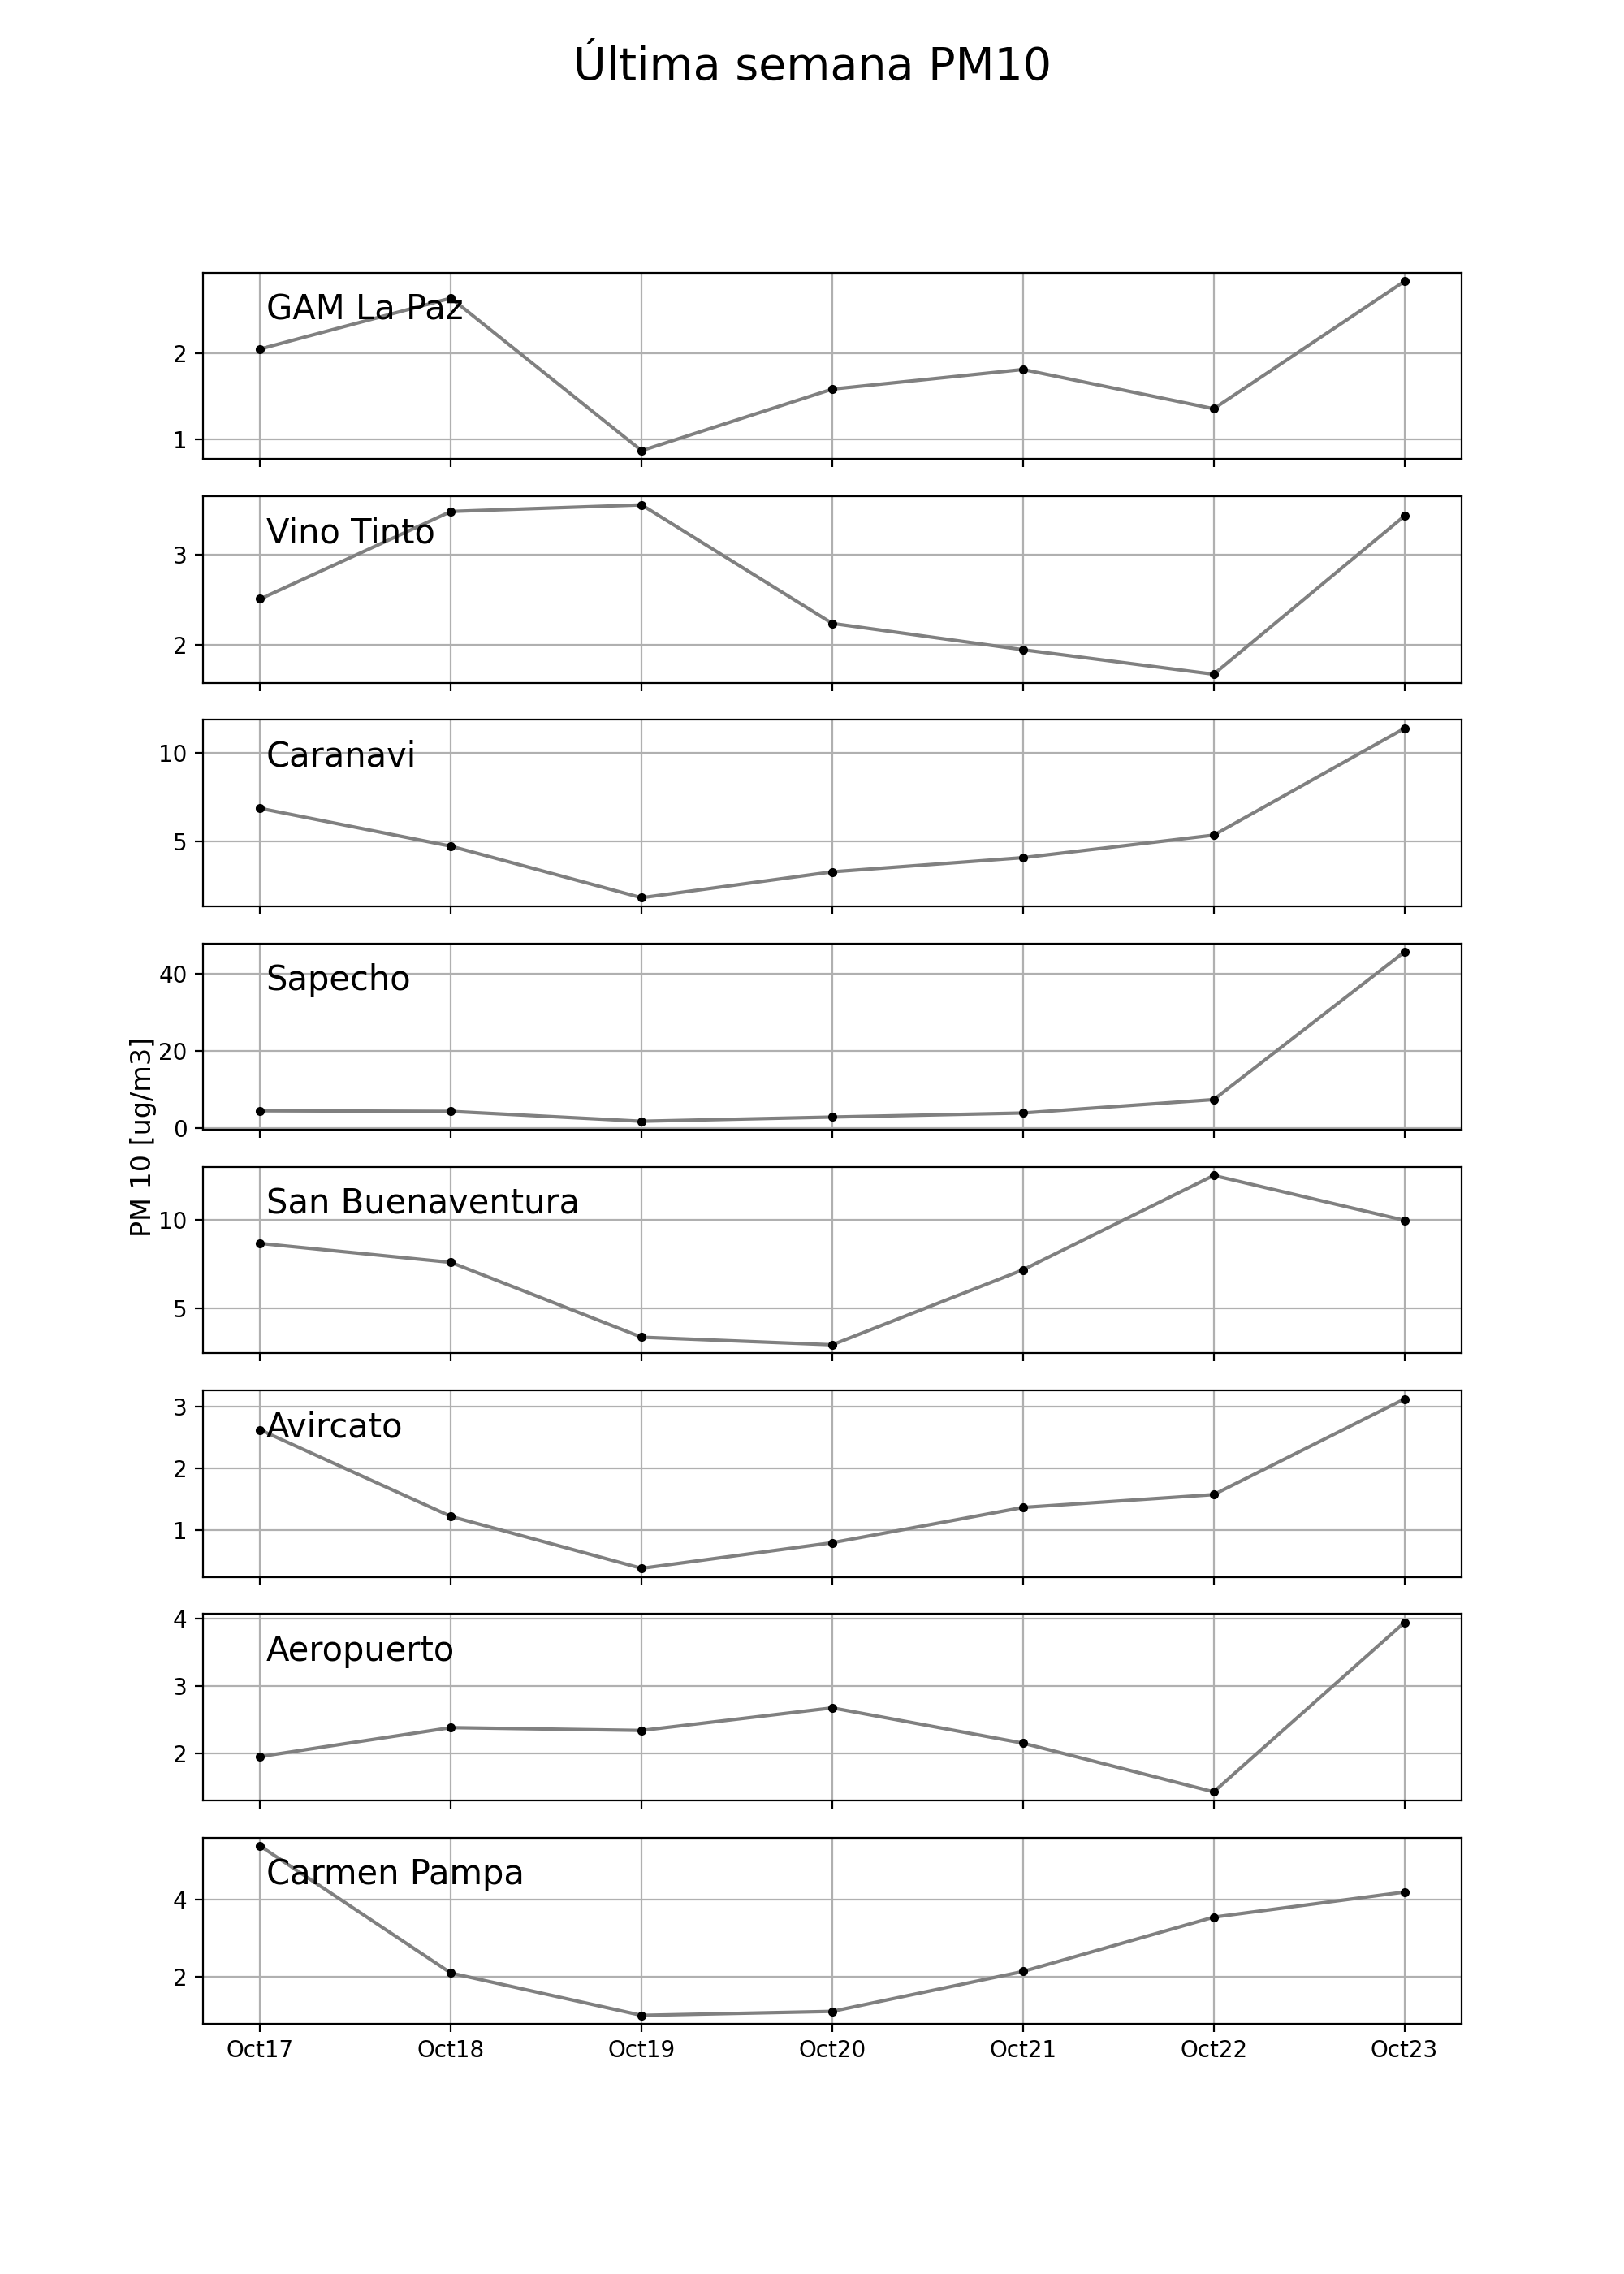 Última semana PM10
GAM La Paz
2
1
Vino Tinto
3
2
Caranavi
10
5
Sapecho
40
20
0
PM 10 [ug/m3]
San Buenaventura
10
5
Avircato
3
2
1
Aeropuerto
4
3
2
Carmen Pampa
4
2
Oct17 Oct18 Oct19 Oct20 Oct21 Oct22 Oct23